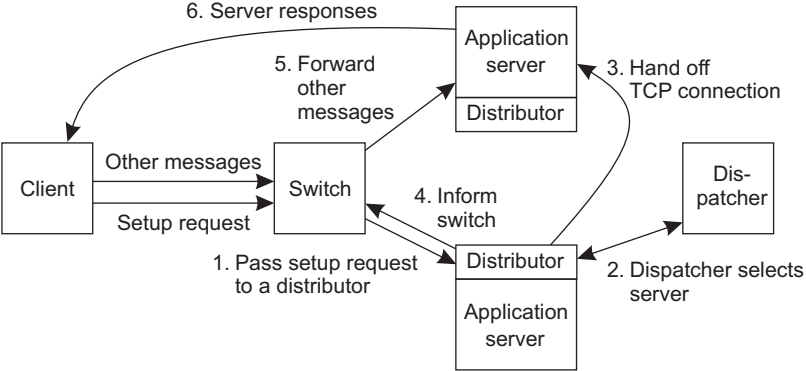 6. Server responses
Application
server
Distributor
5. Forward
other
messages
3. Hand off
TCP connection
Client
Other messages
Setup request
Switch
4. Inform
switch
Dis-
patcher
1. Pass setup request
to a distributor
Distributor
Application
server
2. Dispatcher selects
server